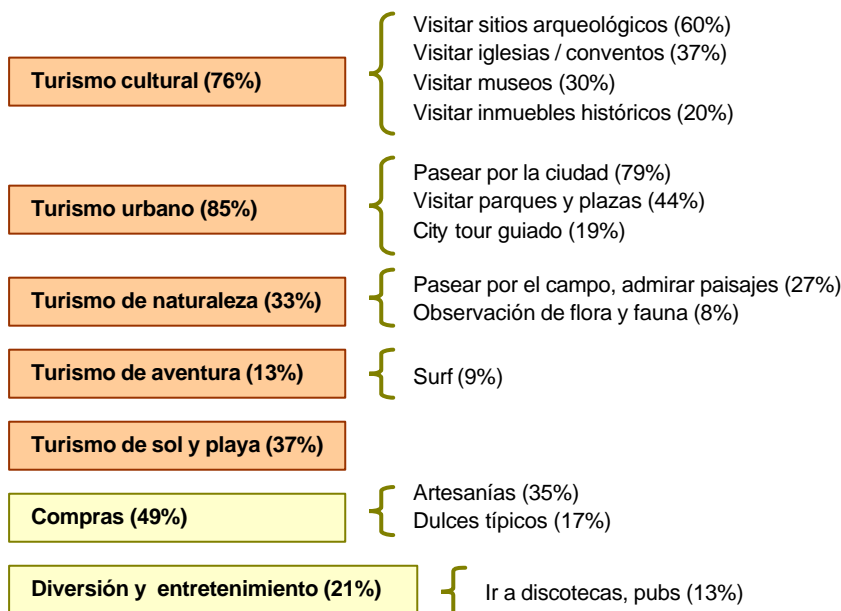 Turismo cultural (76%)
Visitar sitios arqueológicos (60%)
Visitar iglesias / conventos (37%)
Visitar museos (30%)
Visitar inmuebles históricos (20%)
Turismo urbano (85%)
Pasear por la ciudad (79%)
Visitar parques y plazas (44%)
City tour guiado (19%)
Turismo de naturaleza (33%)
Pasear por el campo, admirar paisajes (27%)
Observación de flora y fauna (8%)
Turismo de aventura (13%)
Surf (9%)
Turismo de sol y playa (37%)
Compras (49%)
Artesanías (35%)
Dulces típicos (17%)
Diversión y entretenimiento (21%)
Ir a discotecas, pubs (13%)